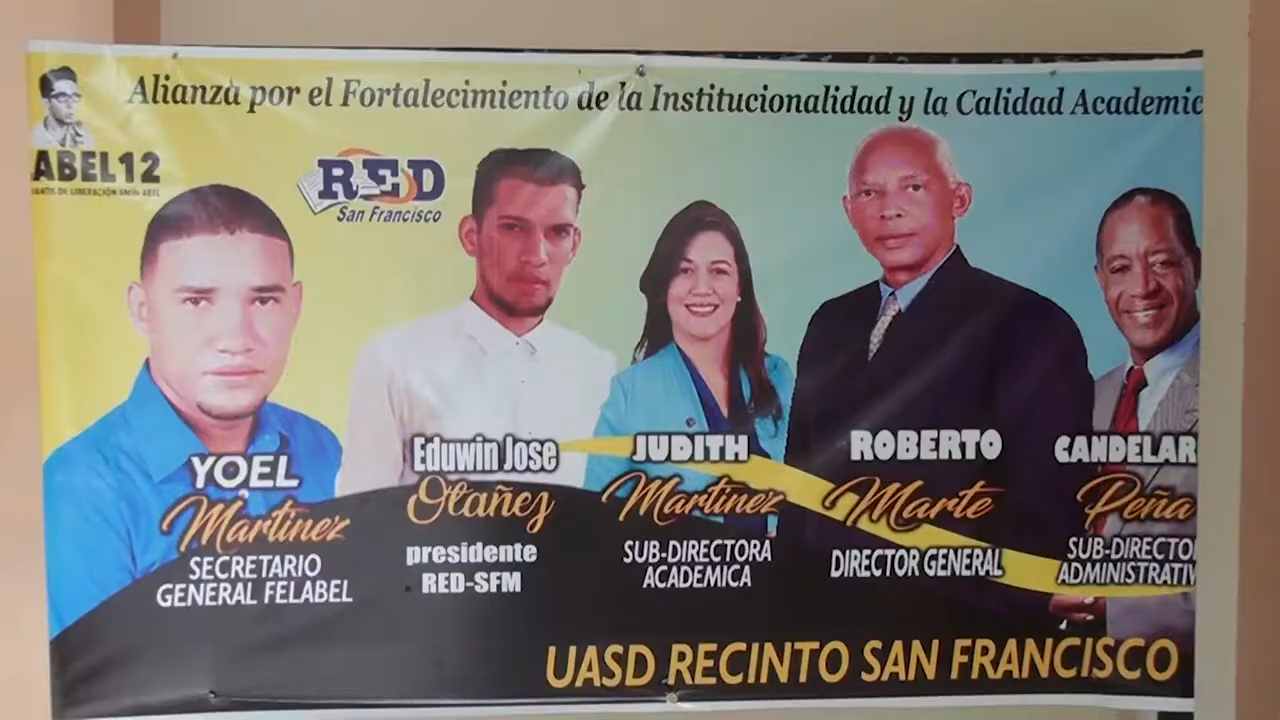 Alianza por el Fortalecimiento de la Institucionalidad y la Calidad Academic
ABEL12
RED
San Francisco
YOEL
Martinez
SECRETARIO
GENERAL FELABEL
Eduwin Jose
Otañez
presidente
RED-SFM
JUDITH
Martinez
SUB-DIRECTORA
ACADEMICA
ROBERTO
Marte
DIRECTOR GENERAL
CANDELAR
Peña
SUB-DIRECTO
ADMINISTRATIV
UASD RECINTO SAN FRANCISCO